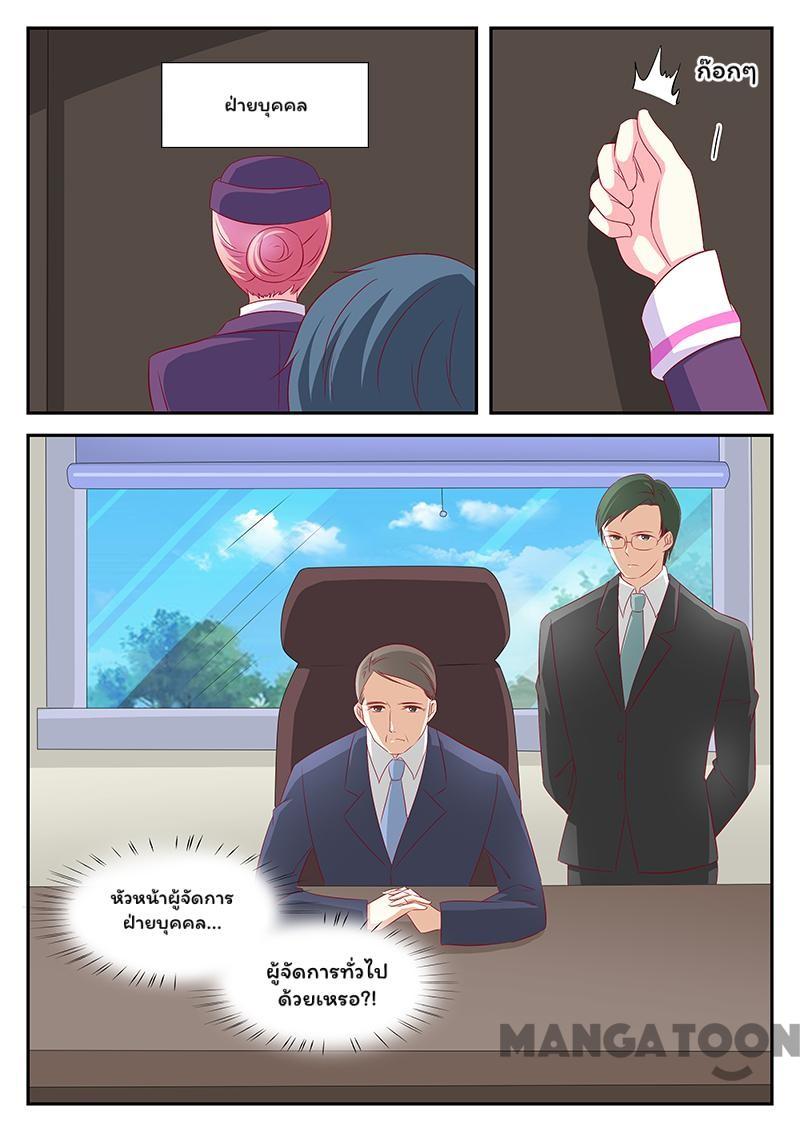 ฝ่ายบุคคล
ก๊อกๆ
หัวหน้าผู้จัดการ
ฝ่ายบุคคล...
ผู้จัดการทั่วไป
ด้วยเหรอ?!
MANGATOON